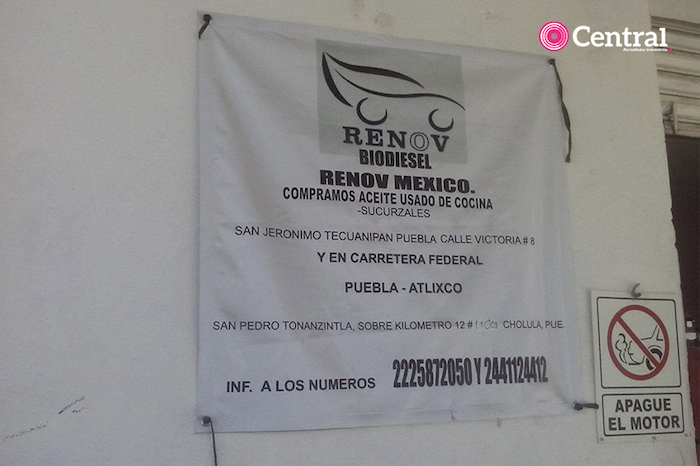 Central
RENOV
BIODIESEL
RENOV MEXICO.
COMPRAMOS ACEITE USADO DE COCINA
-SUCURZALES
SAN JERONIMO TECUANIPAN PUEBLA CALLE VICTORIA # 8
Y EN CARRETERA FEDERAL
PUEBLA - ATLIXCO
SAN PEDRO TONANZINTLA, SOBRE KILOMETRO 12 # CHOLULA, PUE
INF. A LOS NUMEROS 2225872050 Y 2441124412
APAGUE
EL MOTOR